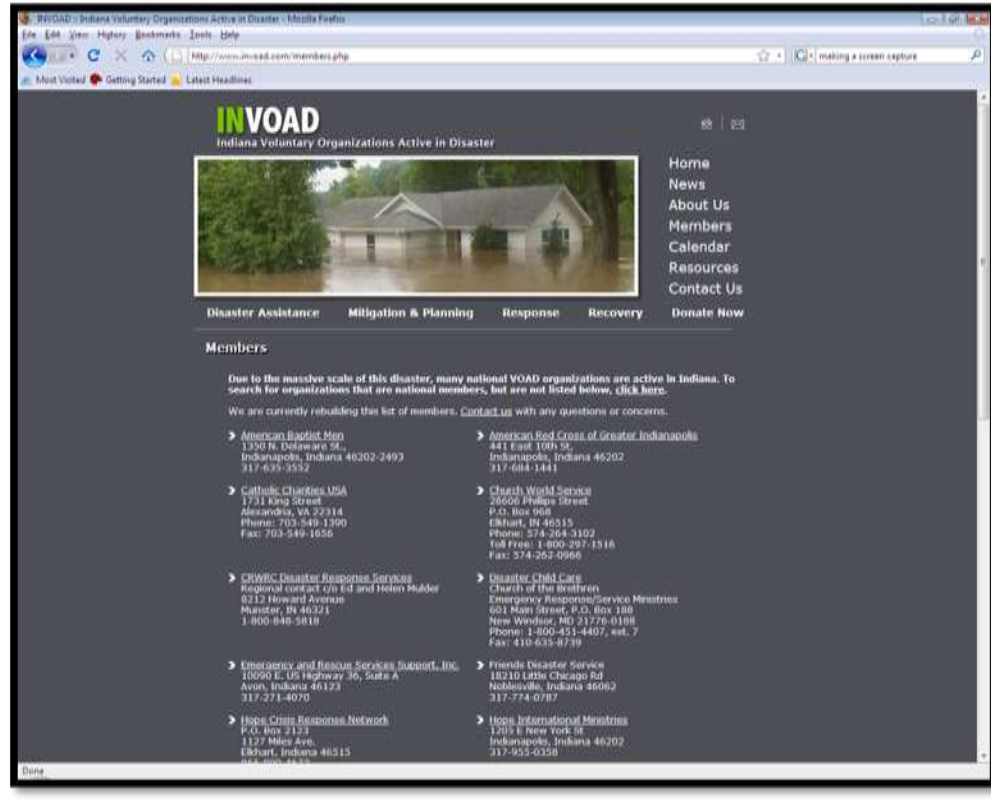 INVOAD :: Indiana Voluntary Organizations Active in Disaster - Mozilla Firefox
File Edit View History Bookmarks Tools Help
http://www.invoad.com/members.php
making a screen capture
Most Visited Getting Started Latest Headlines
INVOAD
Indiana Voluntary Organizations Active in Disaster
Home
News
About Us
Members
Calendar
Resources
Contact Us
Disaster Assistance Mitigation & Planning Response Recovery Donate Now
Members
Due to the massive scale of this disaster, many national VOAD organizations are active in Indiana. To
search for organizations that are national members, but are not listed below, click here.
We are currently rebuilding this list of members. Contact us with any questions or concerns.
American Baptist Men
1350 N. Delaware St.,
Indianapolis, Indiana 46202-2493
317-635-3552
American Red Cross of Greater Indianapolis
441 East 10th St,
Indianapolis, Indiana 46202
317-684-1441
Catholic Charities USA
1731 King Street
Alexandria, VA 22314
Phone: 703-549-1390
Fax: 703-549-1656
Church World Service
28606 Phillips Street
P.O. Box 968
Elkhart, IN 46515
Phone: 574-264-3102
Toll Free: 1-800-297-1516
Fax: 574-262-0966
CRWRC Disaster Response Services
Regional contact c/o Ed and Helen Mulder
8212 Howard Avenue
Munster, IN 46321
1-800-848-5818
Disaster Child Care
Church of the Brethren
Emergency Response/Service Ministries
601 Main Street, P.O. Box 188
New Windsor, MD 21776-0188
Phone: 1-800-451-4407, ext. 7
Fax: 410-635-8739
Emergency and Rescue Services Support, Inc.
10090 E. US Highway 36, Suite A
Avon, Indiana 46123
317-271-4070
Friends Disaster Service
18210 Little Chicago Rd
Noblesville, Indiana 46062
317-774-0787
Hope Crisis Response Network
P.O. Box 2123
1127 Miles Ave.
Elkhart, Indiana 46515
Hope International Ministries
1205 E New York St
Indianapolis, Indiana 46202
317-955-0358
Done